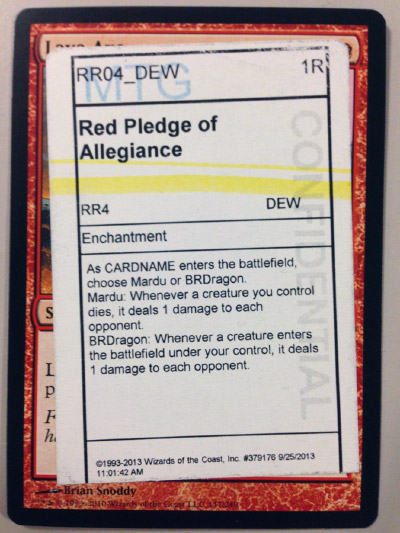 Lava Ax
RR04_DEW 1R
MTG
Red Pledge of
Allegiance
CONFIDENTIAL
RR4 DEW
Enchantment
As CARDNAME enters the battlefield,
choose Mardu or BRDragon.
Mardu: Whenever a creature you control
dies, it deals 1 damage to each
opponent.
BRDragon: Whenever a creature enters
the battlefield under your control, it deals
1 damage to each opponent.
©1993-2013 Wizards of the Coast, Inc. #379176 9/25/2013
11:01:42 AM
Brian Snoddy